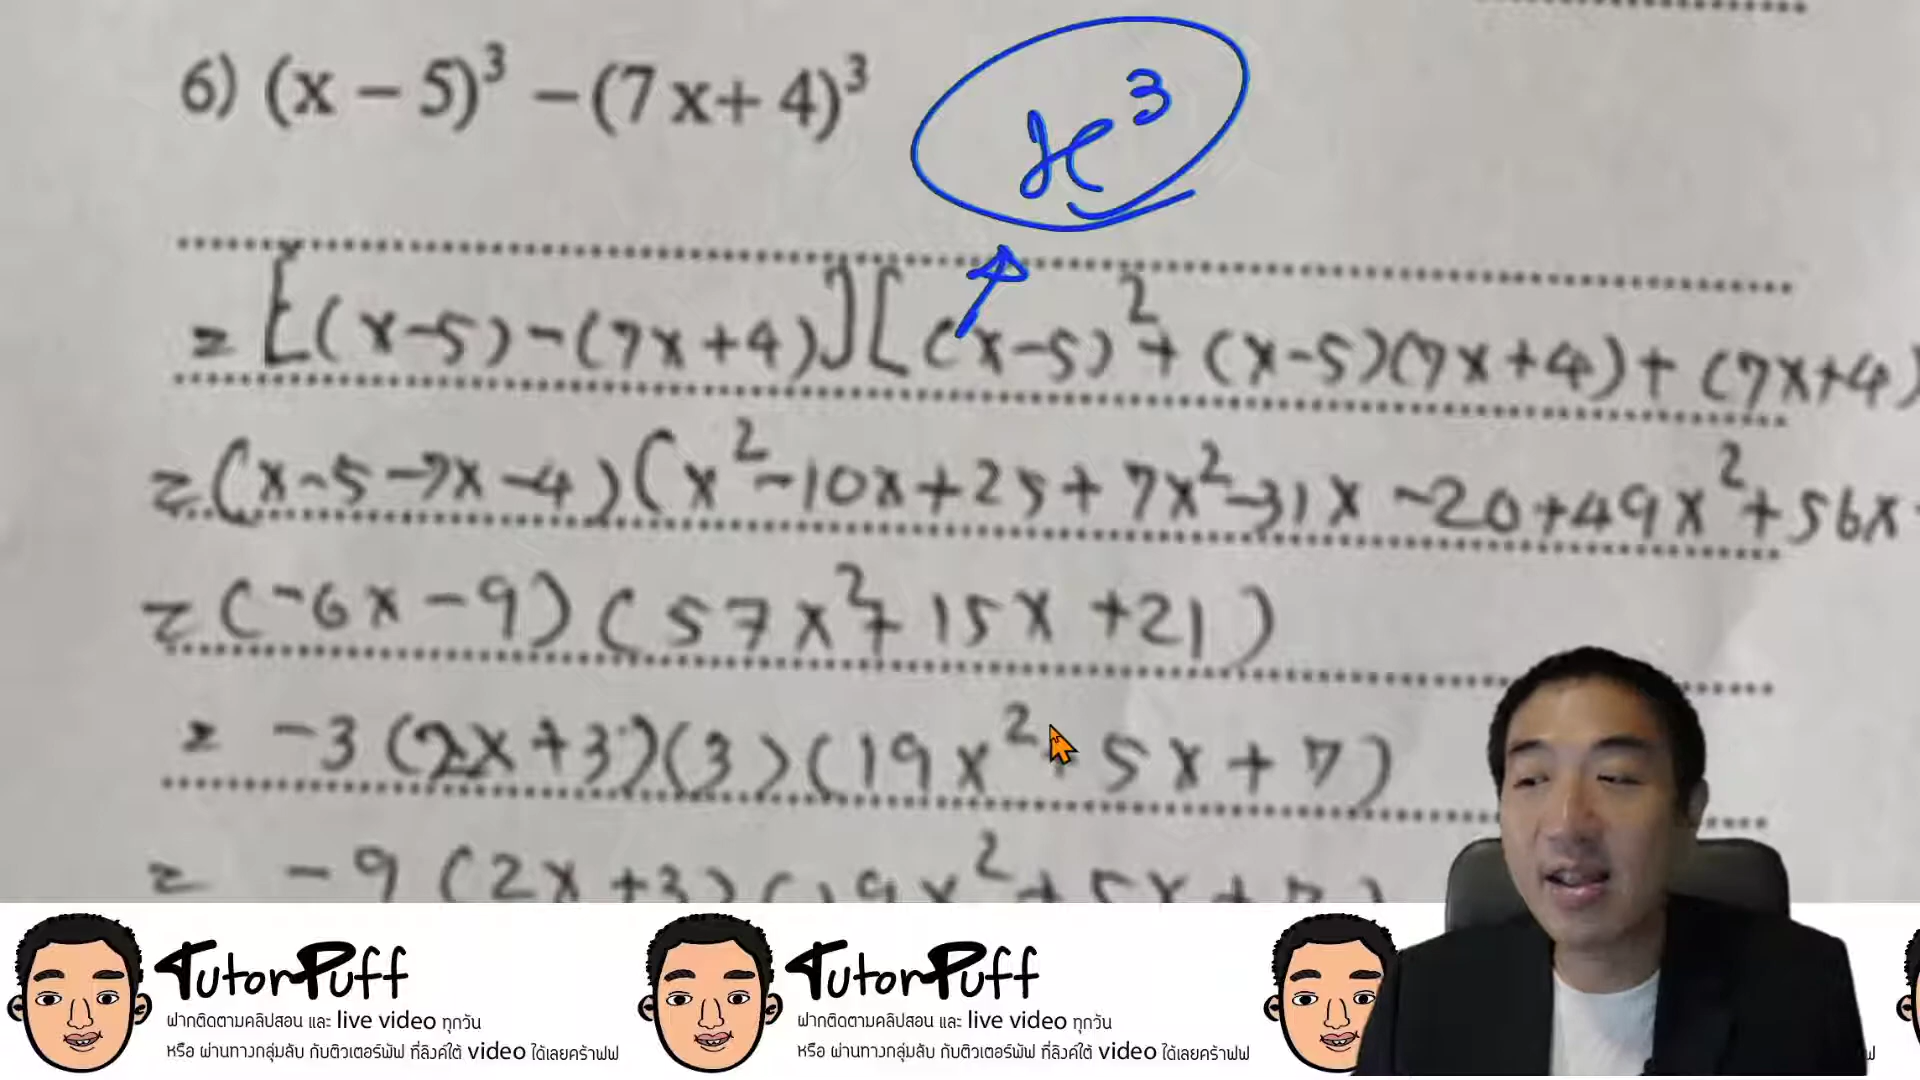 6) (x – 5)³ – (7x + 4)³
x³
= [(x-5)-(7x+4)][(x-5)²+(x-5)(7x+4)+(7x+4)
= (x-5-7x-4)(x²-10x+25+7x²-31x-20+49x²+56x
= (-6x-9)(57x²+15x+21)
= -3(2x+3)(3)(19x²+5x+7)
= -9(2x+3)(19x²+5x+7)
TutorPuff TutorPuff
ฝากติดตามคลิปสอน และ live video ทุกวัน ฝากติดตามคลิปสอน และ live video ทุกวัน
หรือ ผ่านทางกลุ่มลับ กับติวเตอร์พัฟ ที่ลิงค์ใต้ video ได้เลยคร้าฟฟ หรือ ผ่านทางกลุ่มลับ กับติวเตอร์พัฟ ที่ลิงค์ใต้ video ได้เลยคร้าฟฟ